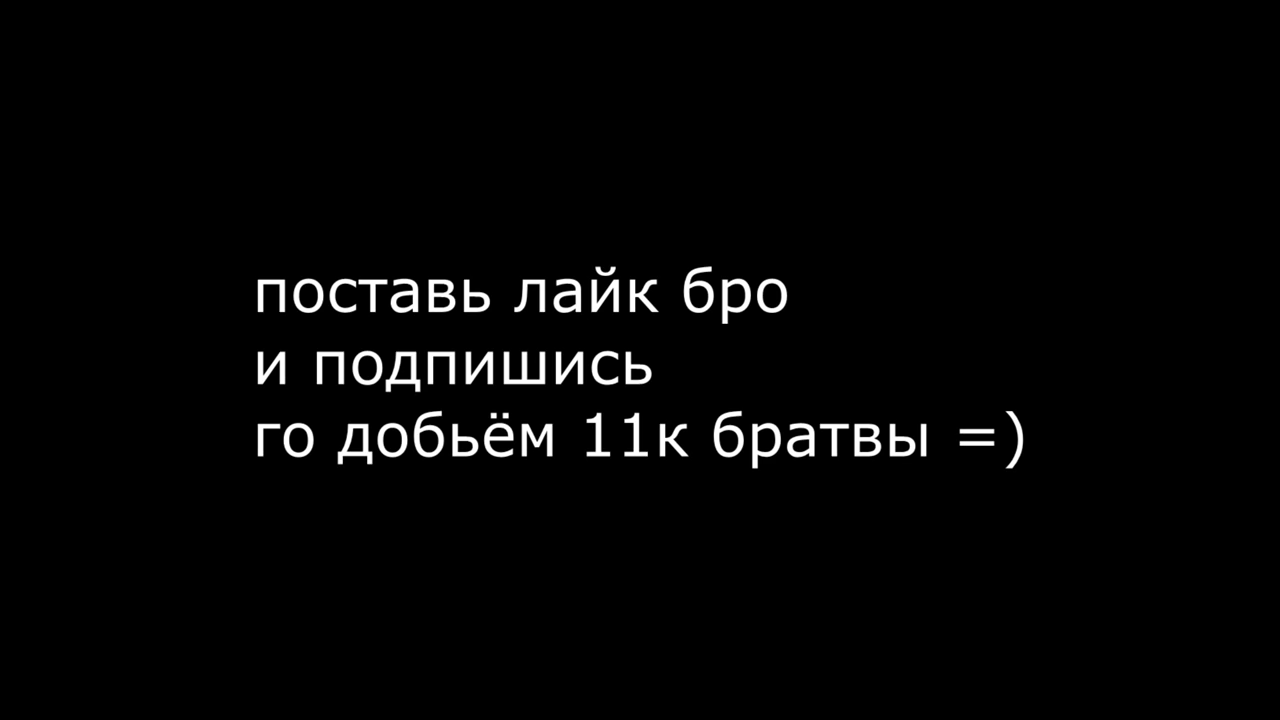 поставь лайк бро
и подпишись
го добьём 11к братвы =)